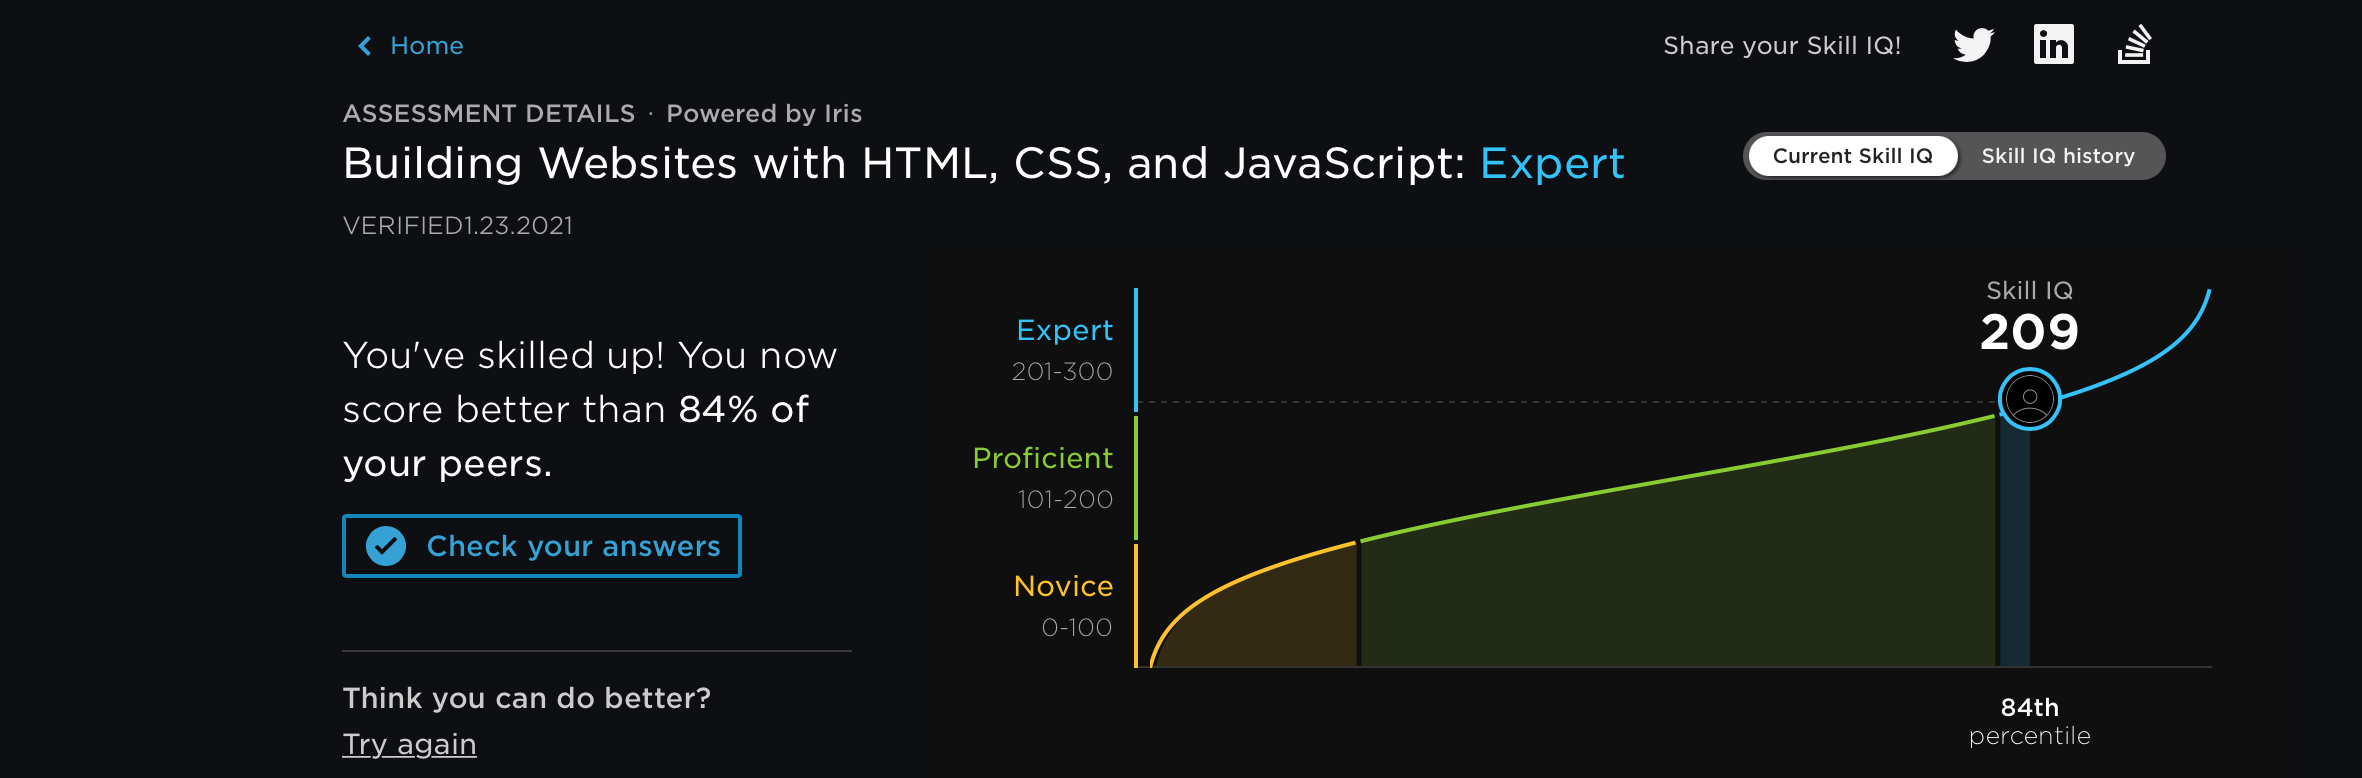 Home
Share your Skill IQ!
ASSESSMENT DETAILS · Powered by Iris
Building Websites with HTML, CSS, and JavaScript: Expert
Current Skill IQ
Skill IQ history
VERIFIED1.23.2021
You've skilled up! You now
score better than 84% of
your peers.
Check your answers
Think you can do better?
Try again
Skill IQ
209
Expert
201-300
Proficient
101-200
Novice
0-100
84th
percentile